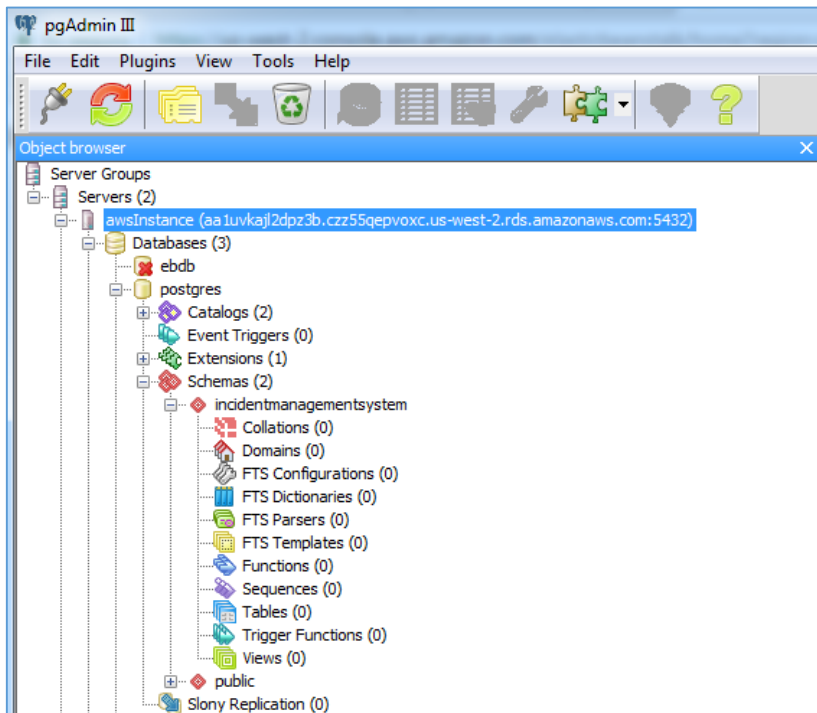 pgAdmin III
File Edit Plugins View Tools Help
Object browser
Server Groups
Servers (2)
awsInstance (aa1uvkajl2dpz3b.czz55qepvoxc.us-west-2.rds.amazonaws.com:5432)
Databases (3)
ebdb
postgres
Catalogs (2)
Event Triggers (0)
Extensions (1)
Schemas (2)
incidentmanagementsystem
Collations (0)
Domains (0)
FTS Configurations (0)
FTS Dictionaries (0)
FTS Parsers (0)
FTS Templates (0)
Functions (0)
Sequences (0)
Tables (0)
Trigger Functions (0)
Views (0)
public
Slony Replication (0)